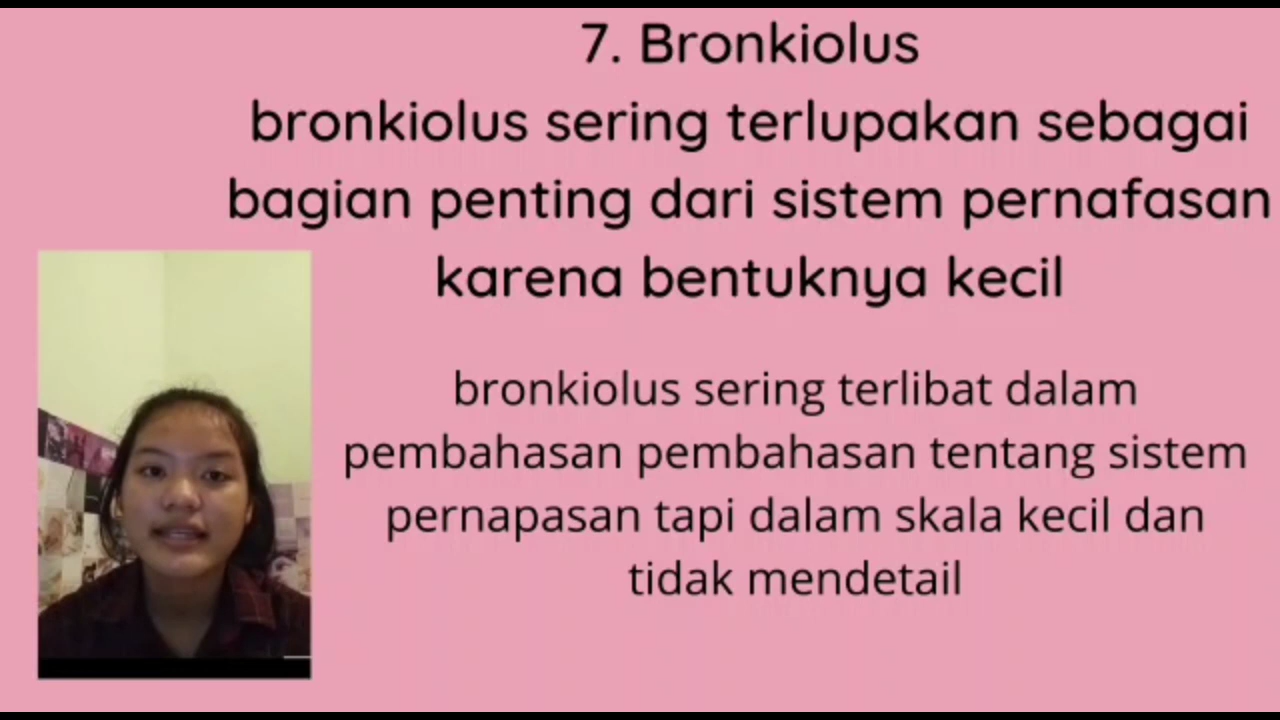 7. Bronkiolus
bronkiolus sering terlupakan sebagai
bagian penting dari sistem pernafasan
karena bentuknya kecil
bronkiolus sering terlibat dalam
pembahasan pembahasan tentang sistem
pernapasan tapi dalam skala kecil dan
tidak mendetail